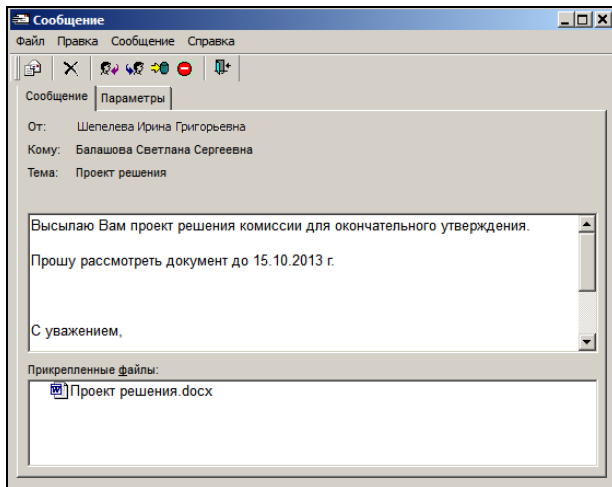 Сообщение
Файл Правка Сообщение Справка
Сообщение Параметры
От: Шепелева Ирина Григорьевна
Кому: Балашова Светлана Сергеевна
Тема: Проект решения
Высылаю Вам проект решения комиссии для окончательного утверждения.
Прошу рассмотреть документ до 15.10.2013 г.
С уважением,
Прикрепленные файлы:
Проект решения.docx